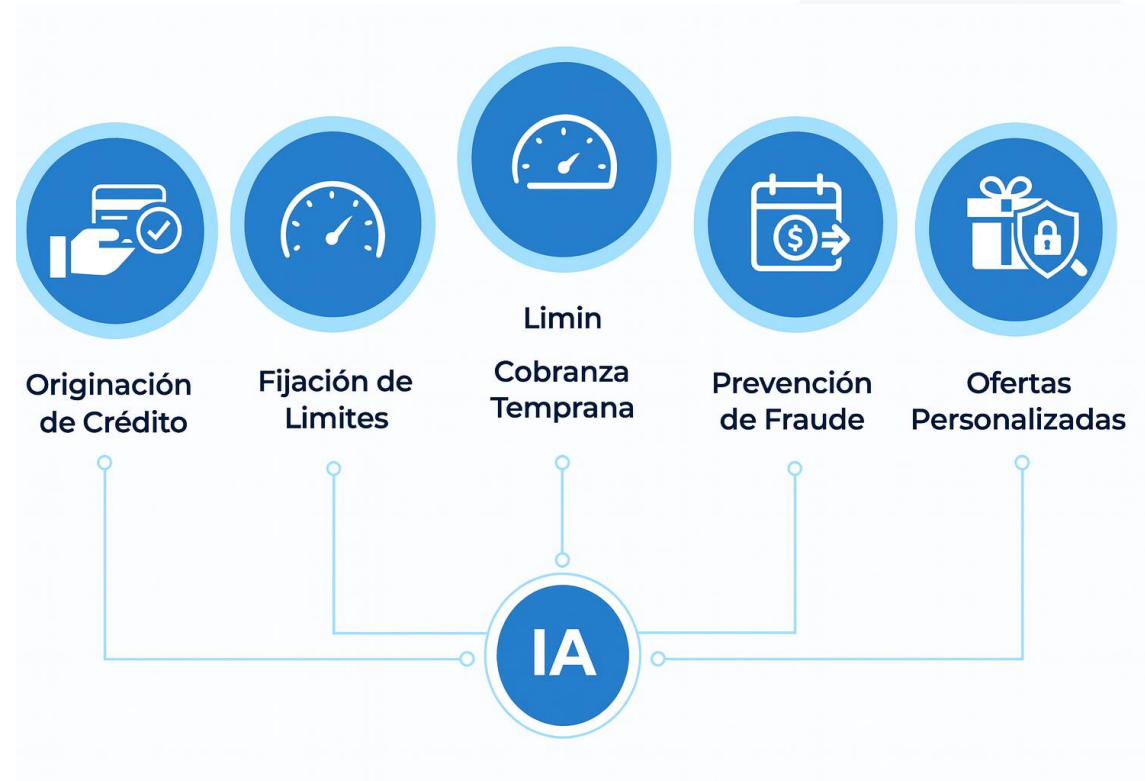 Originación
de Crédito
Fijación de
Limites
Limin
Cobranza
Temprana
Prevención
de Fraude
Ofertas
Personalizadas
IA